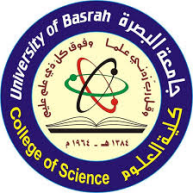 جامعة البصرة
University of Basrah
وقل رب زدني علما
وفوق كل ذي علم عليم
١٣٨٤ هـ - ١٩٦٤ م
كلية العلوم
College of Science